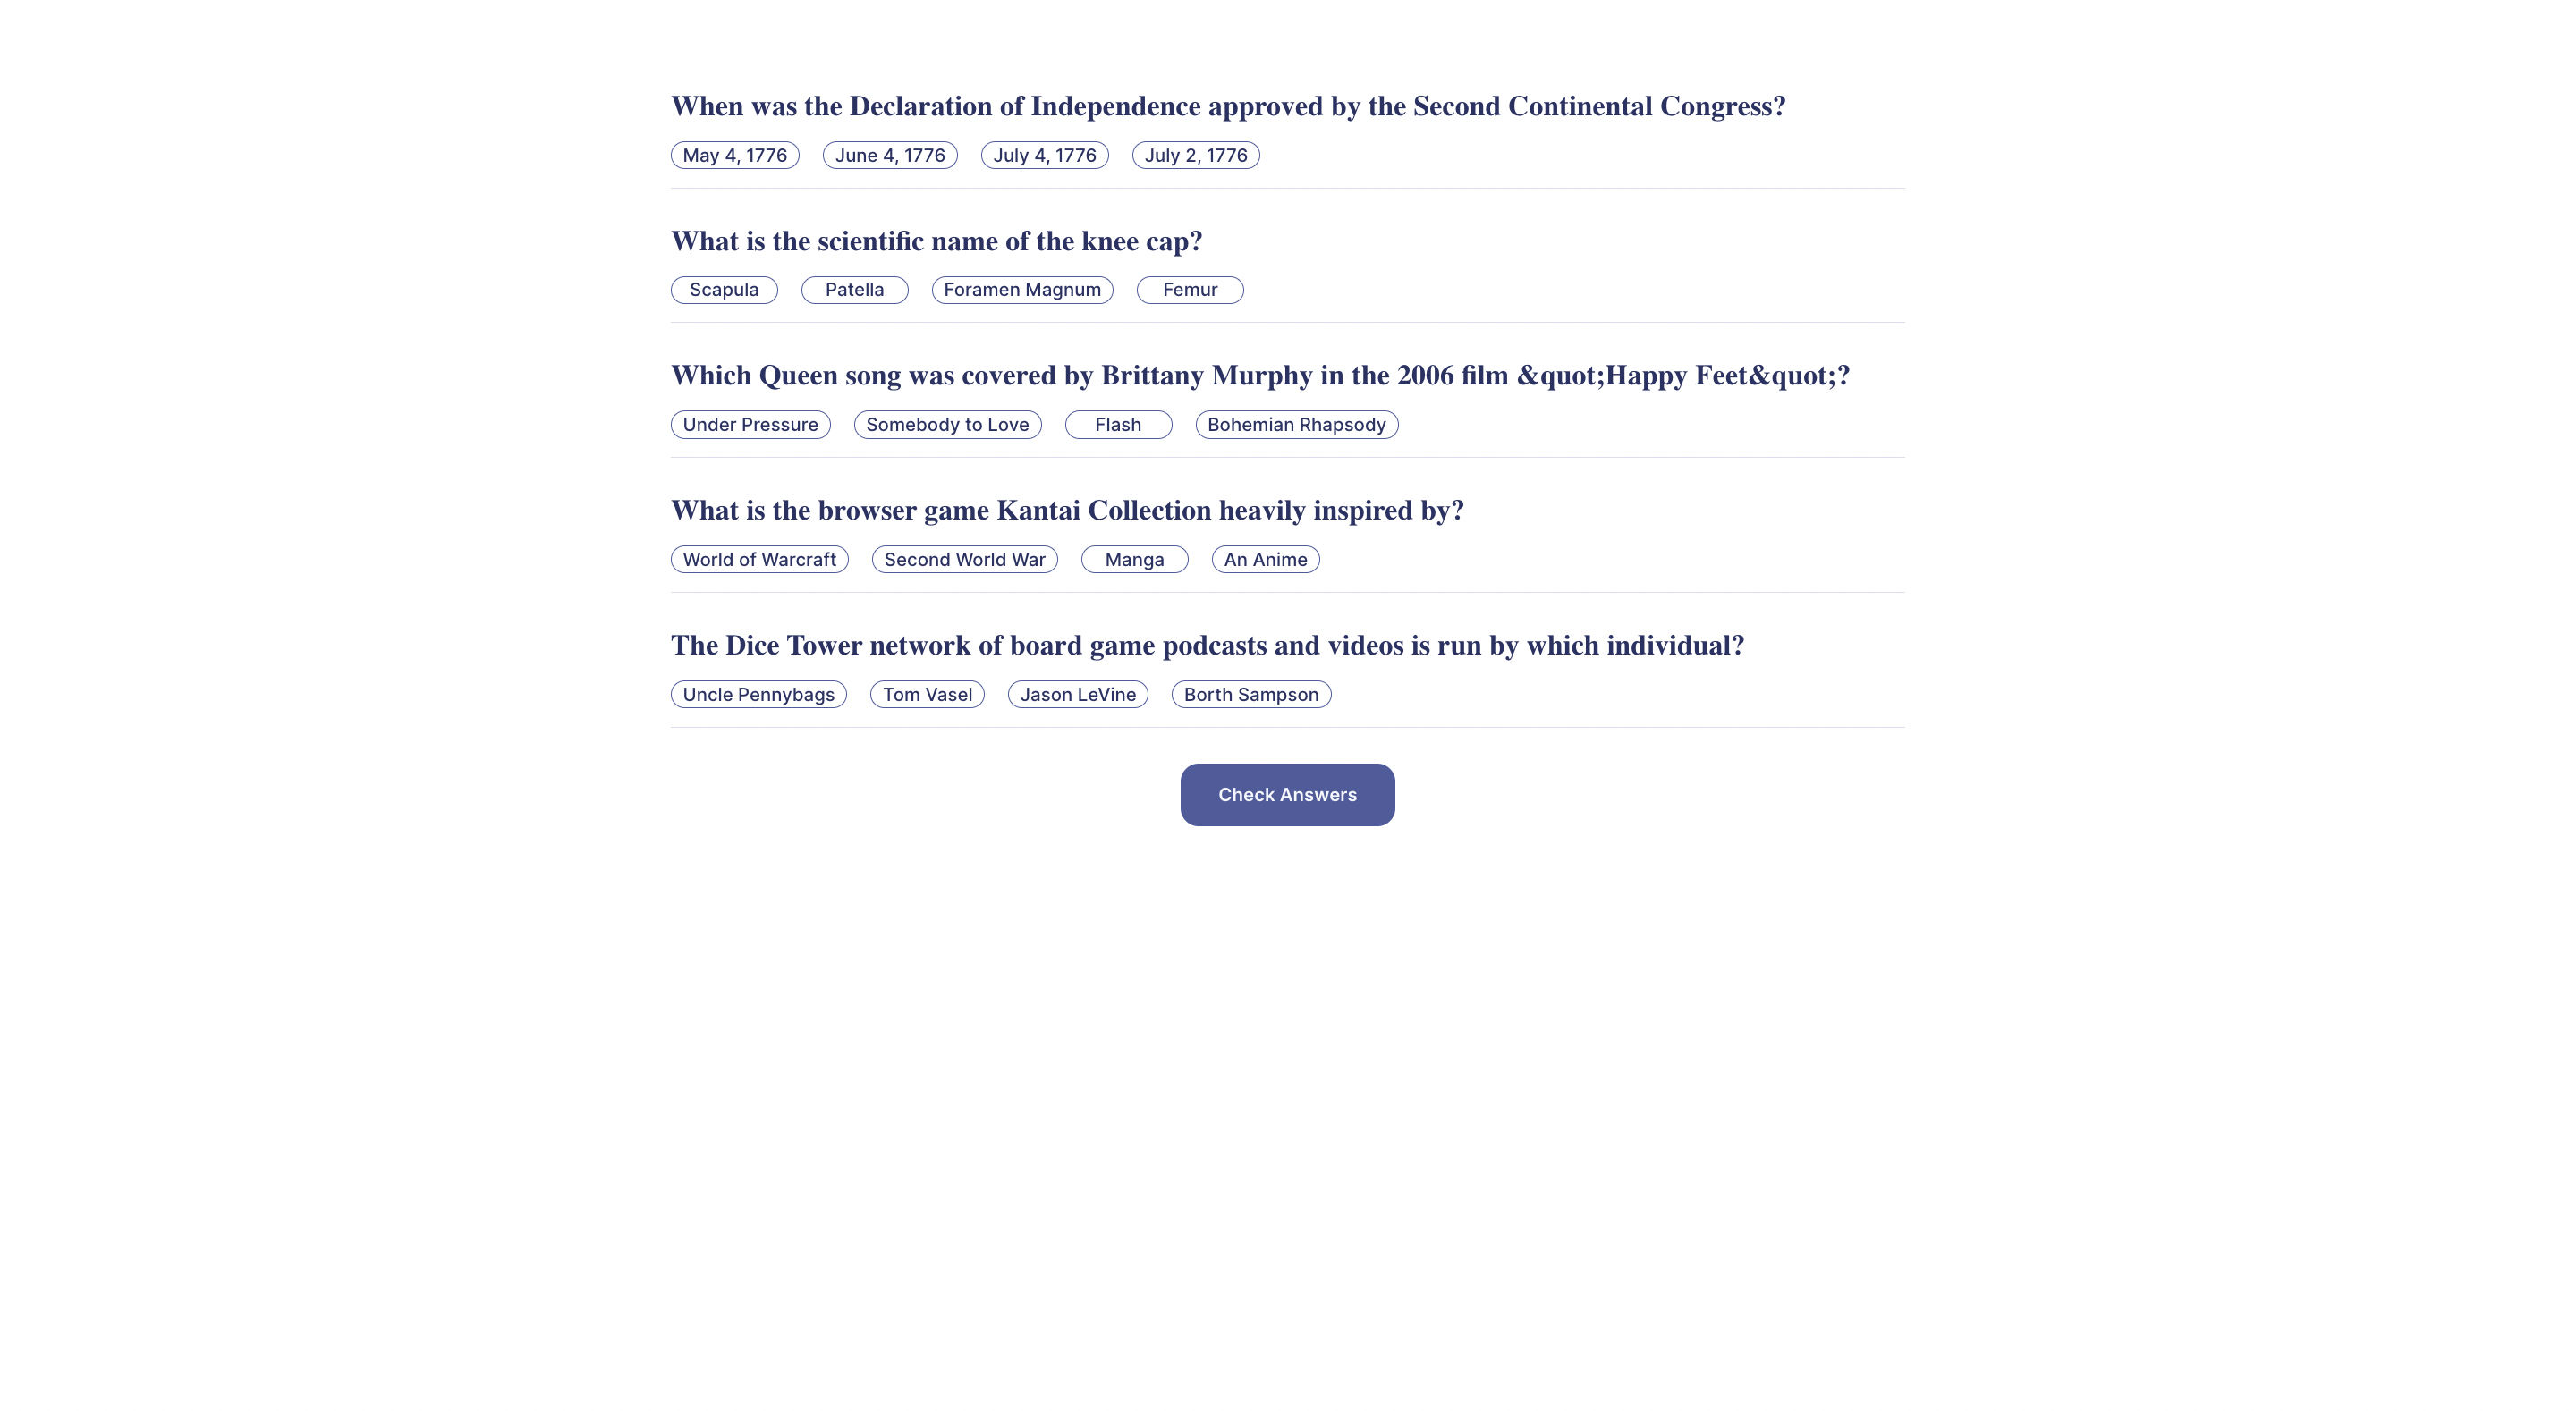 When was the Declaration of Independence approved by the Second Continental Congress?
May 4, 1776 June 4, 1776 July 4, 1776 July 2, 1776
What is the scientific name of the knee cap?
Scapula Patella Foramen Magnum Femur
Which Queen song was covered by Brittany Murphy in the 2006 film &quot;Happy Feet&quot;?
Under Pressure Somebody to Love Flash Bohemian Rhapsody
What is the browser game Kantai Collection heavily inspired by?
World of Warcraft Second World War Manga An Anime
The Dice Tower network of board game podcasts and videos is run by which individual?
Uncle Pennybags Tom Vasel Jason LeVine Borth Sampson
Check Answers